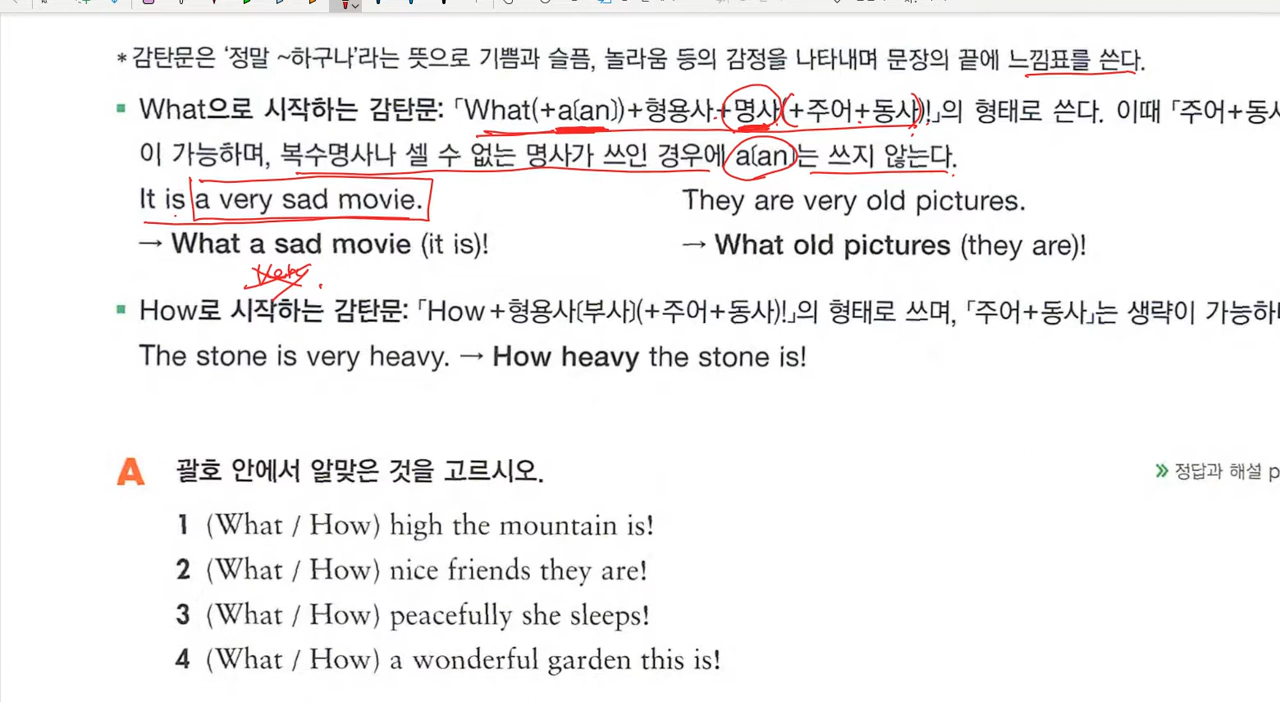 * 감탄문은 '정말 ~하구나'라는 뜻으로 기쁨과 슬픔, 놀라움 등의 감정을 나타내며 문장의 끝에 느낌표를 쓴다.
▪ What으로 시작하는 감탄문: 「What(+a(an))+형용사+명사(+주어+동사)!」의 형태로 쓴다. 이때 「주어+동사
이 가능하며, 복수명사나 셀 수 없는 명사가 쓰인 경우에 a(an)는 쓰지 않는다.
It is a very sad movie. They are very old pictures.
→ What a sad movie (it is)! → What old pictures (they are)!
very
▪ How로 시작하는 감탄문: 「How+형용사(부사)(+주어+동사)!」의 형태로 쓰며, 「주어+동사」는 생략이 가능하
The stone is very heavy. → How heavy the stone is!
A 괄호 안에서 알맞은 것을 고르시오.
» 정답과 해설 p
1 (What / How) high the mountain is!
2 (What / How) nice friends they are!
3 (What / How) peacefully she sleeps!
4 (What / How) a wonderful garden this is!